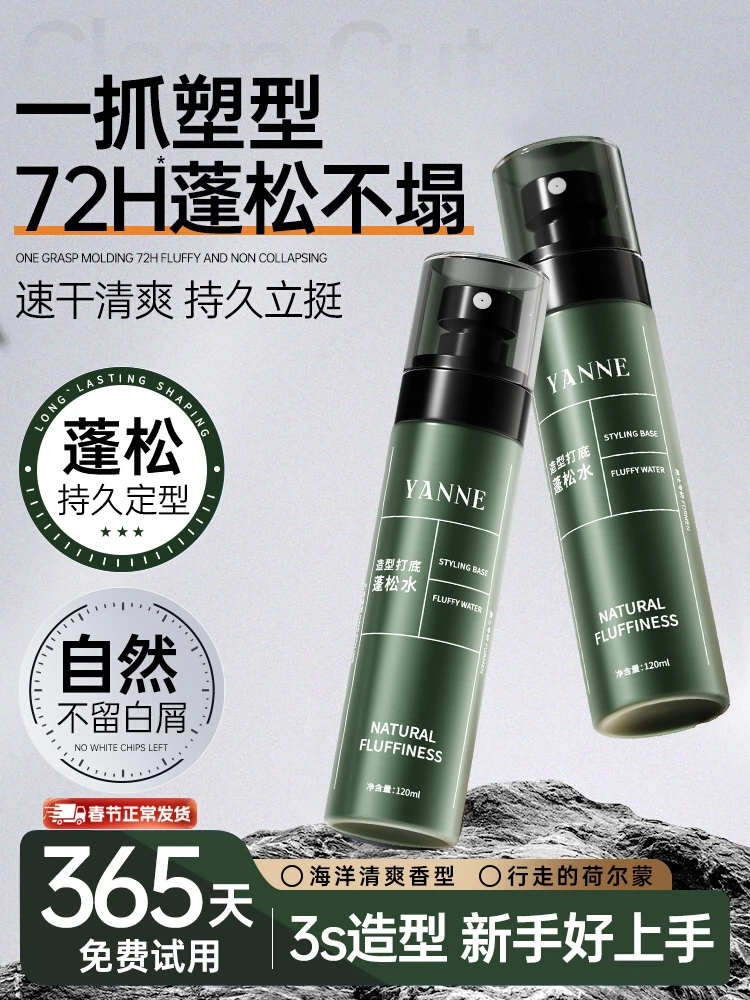 Clean Cut
一抓塑型
72H*蓬松不塌
ONE GRASP MOLDING 72H FLUFFY AND NON COLLAPSING
速干清爽 持久立挺
LONG`LASTING SHAPING
蓬松
持久定型
自然
不留白屑
NO WHITE CHIPS LEFT
YANNE
造型打底
蓬松水
STYLING BASE
FLUFFY WATER
NATURAL
FLUFFINESS
净含量:120ml
YANNE
造型打底
蓬松水
STYLING BASE
FLUFFY WATER
NATURAL
FLUFFINESS
净含量:120ml
春节正常发货
365天
免费试用
海洋清爽香型 行走的荷尔蒙
3s造型 新手好上手